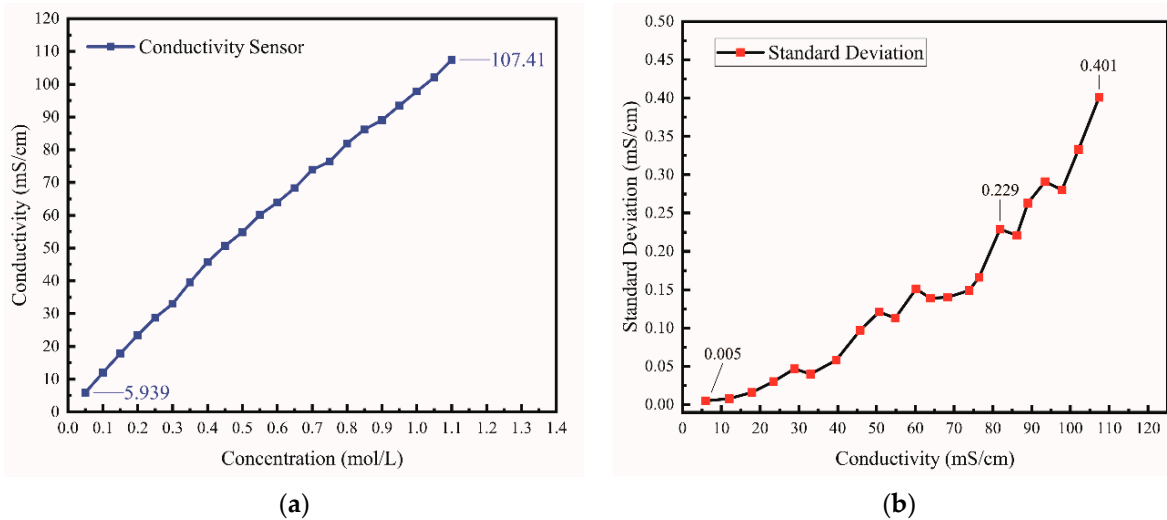 120
110
100
90
80
70
60
50
40
30
20
10
0
Conductivity (mS/cm)
Conductivity Sensor
107.41
5.939
0.0 0.1 0.2 0.3 0.4 0.5 0.6 0.7 0.8 0.9 1.0 1.1 1.2 1.3 1.4
Concentration (mol/L)
(a)
0.50
0.45
0.40
0.35
0.30
0.25
0.20
0.15
0.10
0.05
0.00
Standard Deviation (mS/cm)
Standard Deviation
0.401
0.229
0.005
0 10 20 30 40 50 60 70 80 90 100 110 120
Conductivity (mS/cm)
(b)